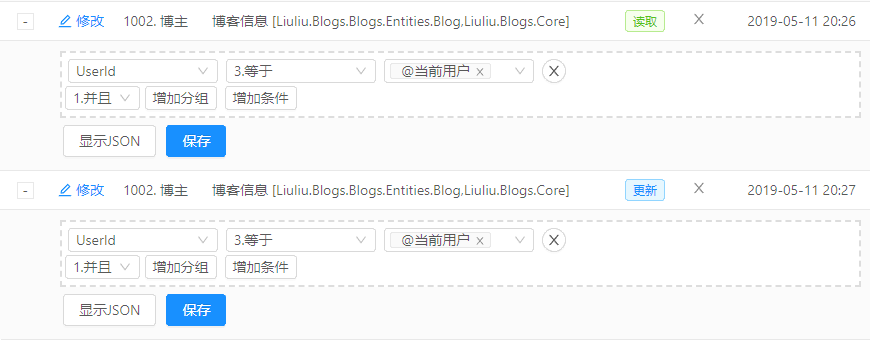 - 修改 1002. 博主 博客信息 [Liuliu.Blogs.Blogs.Entities.Blog,Liuliu.Blogs.Core] 读取 X 2019-05-11 20:26
UserId 3.等于 @当前用户 x X
1.并且 增加分组 增加条件
显示JSON 保存
- 修改 1002. 博主 博客信息 [Liuliu.Blogs.Blogs.Entities.Blog,Liuliu.Blogs.Core] 更新 X 2019-05-11 20:27
UserId 3.等于 @当前用户 x X
1.并且 增加分组 增加条件
显示JSON 保存